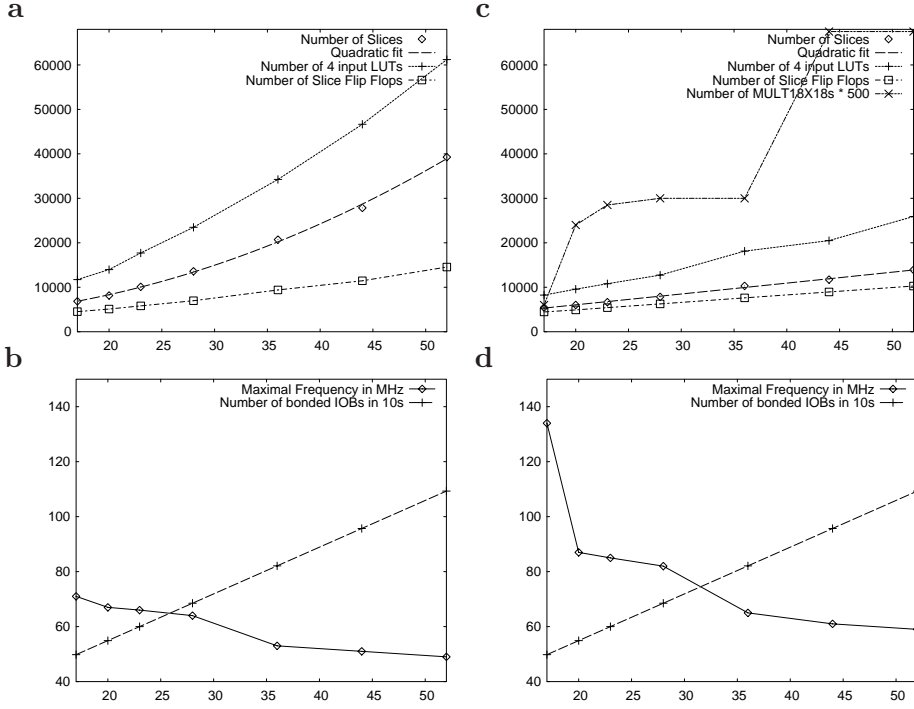 a
Number of Slices
Quadratic fit
Number of 4 input LUTs
Number of Slice Flip Flops
60000
50000
40000
30000
20000
10000
0
20 25 30 35 40 45 50
c
Number of Slices
Quadratic fit
Number of 4 input LUTs
Number of Slice Flip Flops
Number of MULT18X18s * 500
60000
50000
40000
30000
20000
10000
0
20 25 30 35 40 45 50
b
Maximal Frequency in MHz
Number of bonded IOBs in 10s
140
120
100
80
60
40
20 25 30 35 40 45 50
d
Maximal Frequency in MHz
Number of bonded IOBs in 10s
140
120
100
80
60
40
20 25 30 35 40 45 50